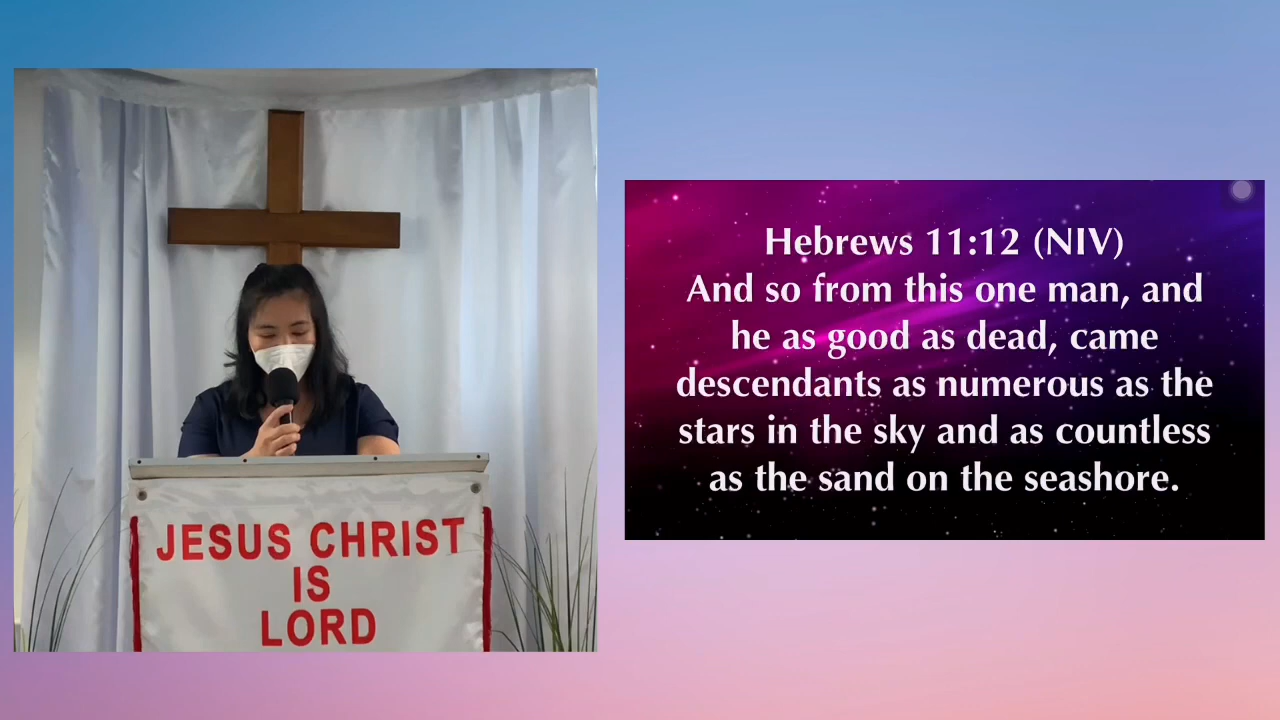 JESUS CHRIST
IS
LORD
Hebrews 11:12 (NIV)
And so from this one man, and
he as good as dead, came
descendants as numerous as the
stars in the sky and as countless
as the sand on the seashore.